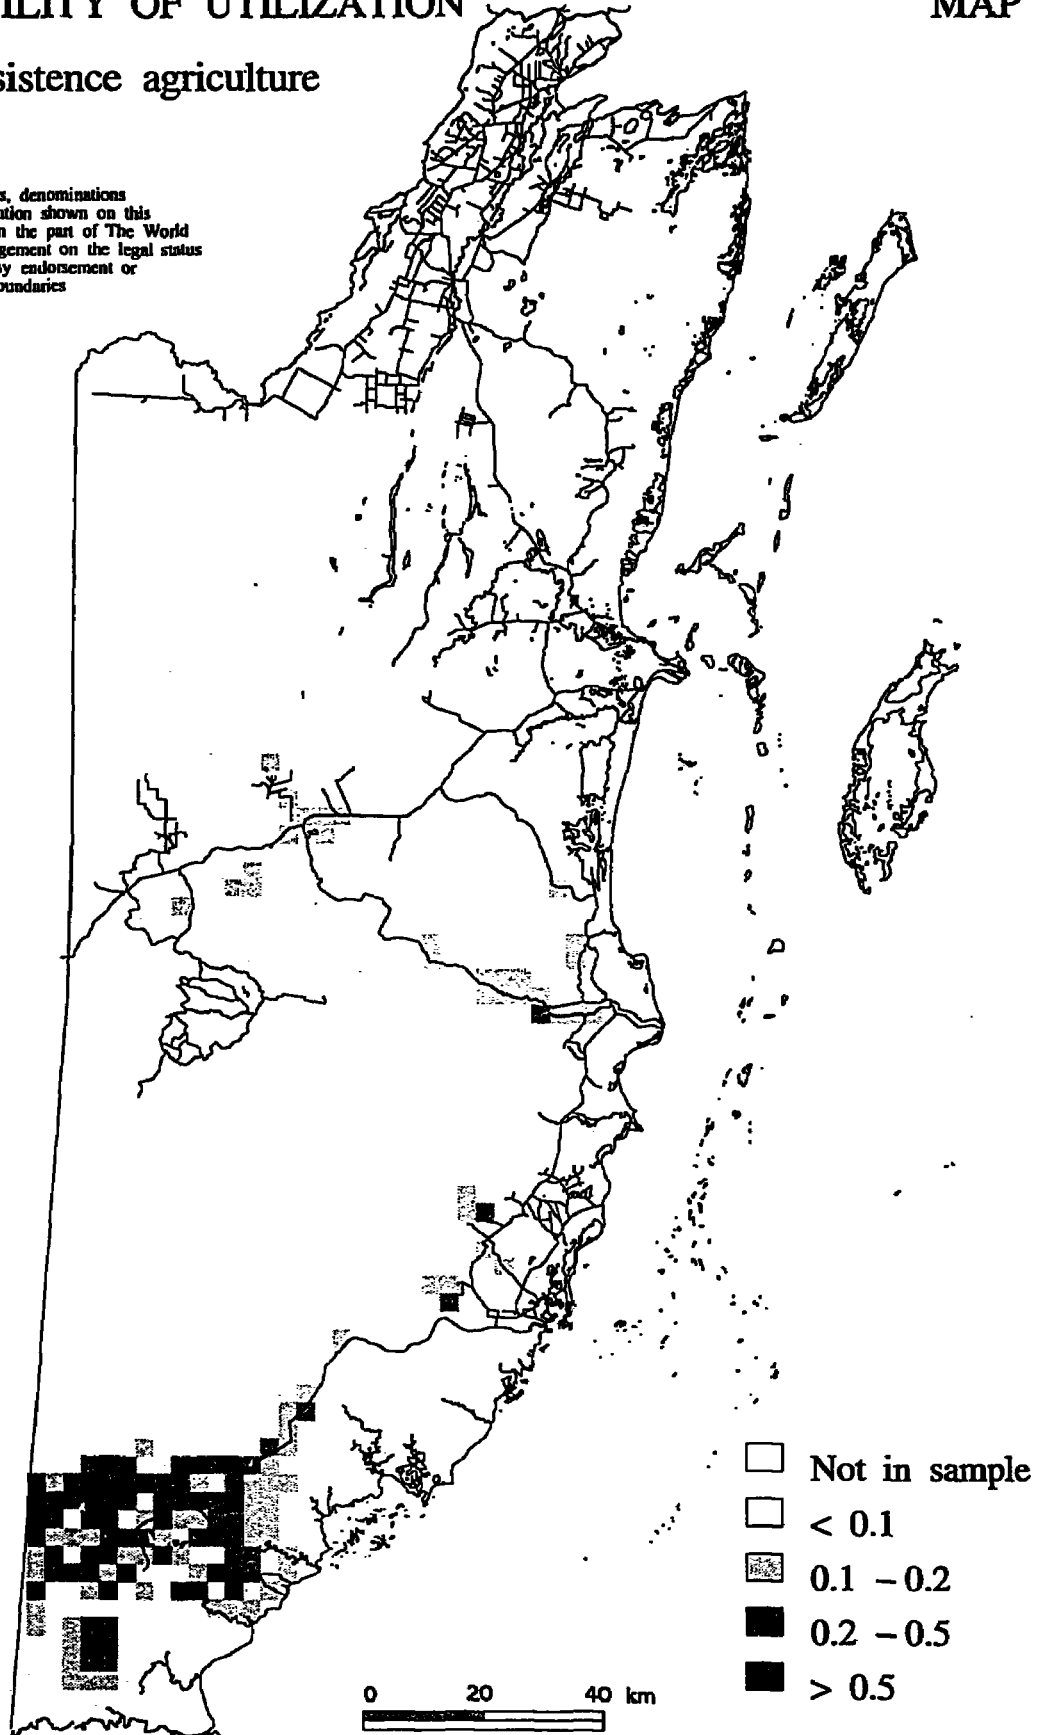 ILITY OF UTILIZATION
MAP
sistence agriculture
s, denominations
ation shown on this
n the part of The World
gement on the legal status
y endorsement or
oundaries
Not in sample
< 0.1
0.1 – 0.2
0.2 – 0.5
> 0.5
0 20 40 km